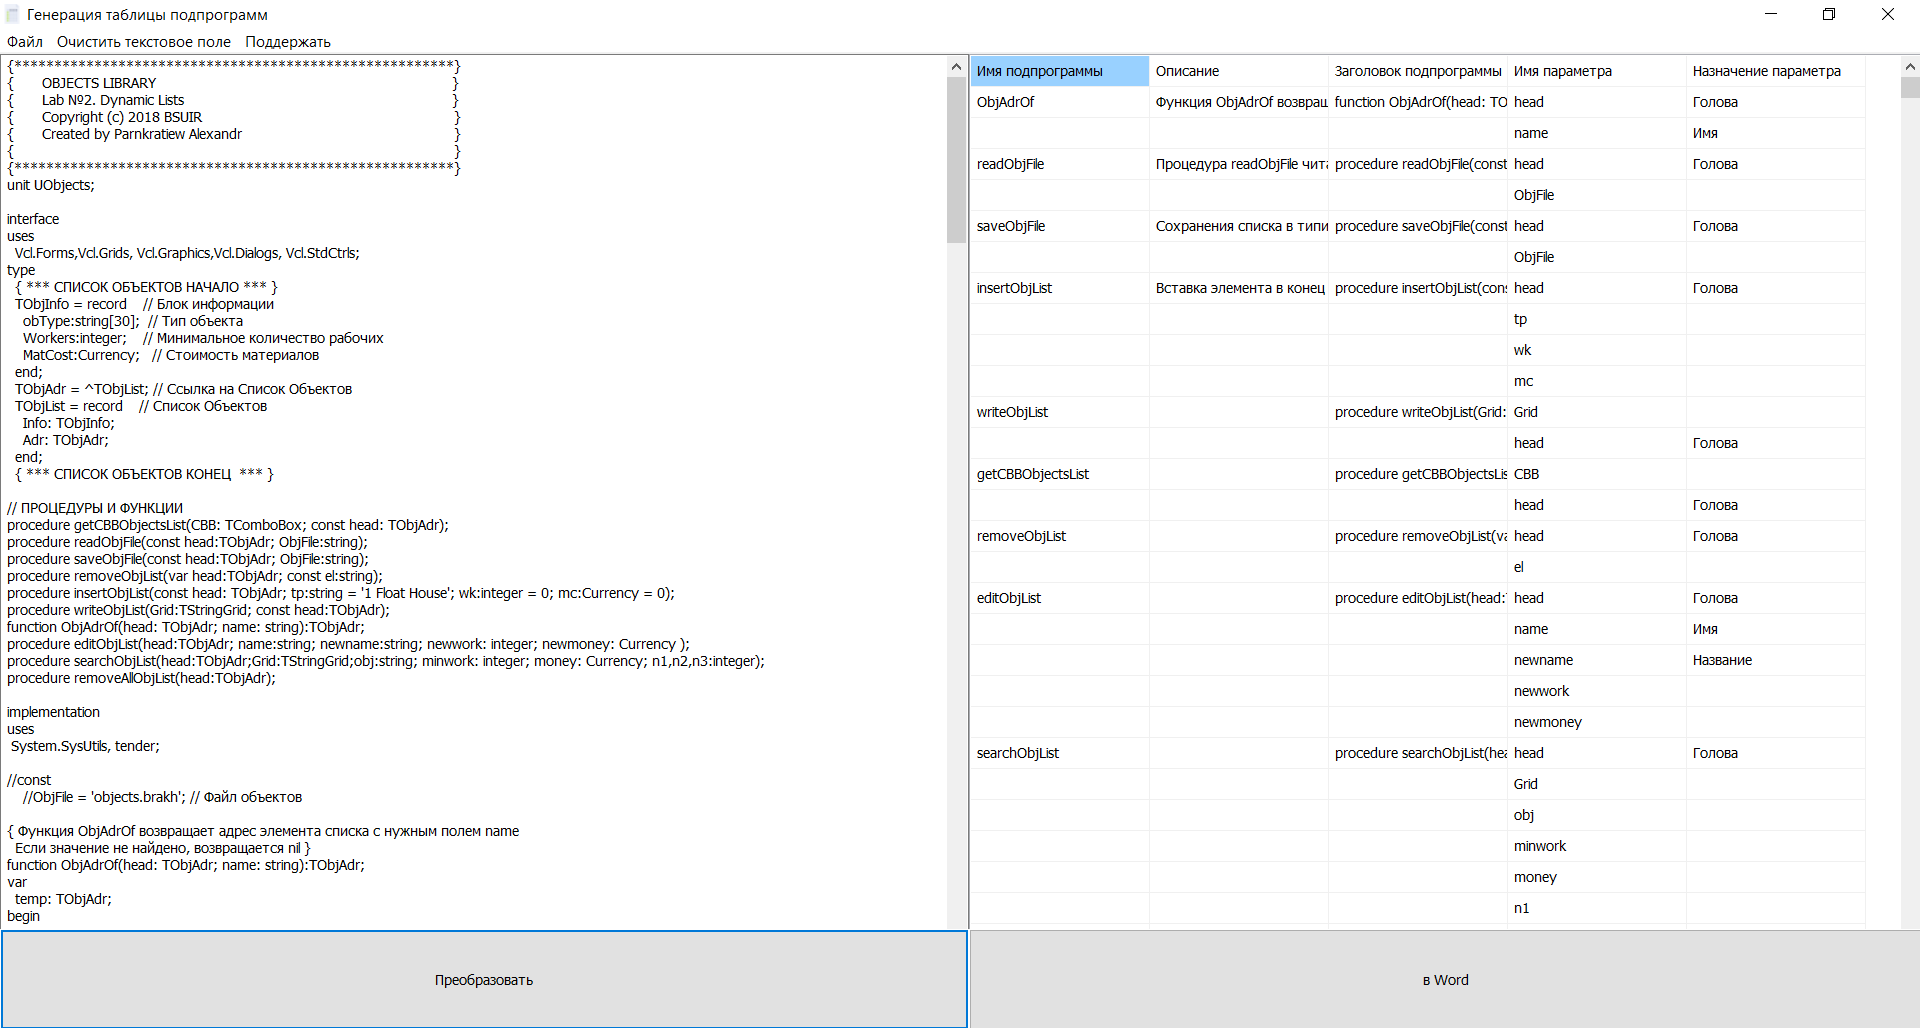 Генерация таблицы подпрограмм
Файл Очистить текстовое поле Поддержать
{*******************************************************}
{ OBJECTS LIBRARY }
{ Lab №2. Dynamic Lists }
{ Copyright (c) 2018 BSUIR }
{ Created by Parnkratiew Alexandr }
{ }
{*******************************************************}
unit UObjects;
interface
uses
Vcl.Forms,Vcl.Grids, Vcl.Graphics,Vcl.Dialogs, Vcl.StdCtrls;
type
{ *** СПИСОК ОБЪЕКТОВ НАЧАЛО *** }
TObjInfo = record // Блок информации
obType:string[30]; // Тип объекта
Workers:integer; // Минимальное количество рабочих
MatCost:Currency; // Стоимость материалов
end;
TObjAdr = ^TObjList; // Ссылка на Список Объектов
TObjList = record // Список Объектов
Info: TObjInfo;
Adr: TObjAdr;
end;
{ *** СПИСОК ОБЪЕКТОВ КОНЕЦ *** }
// ПРОЦЕДУРЫ И ФУНКЦИИ
procedure getCBBObjectsList(CBB: TComboBox; const head: TObjAdr);
procedure readObjFile(const head:TObjAdr; ObjFile:string);
procedure saveObjFile(const head:TObjAdr; ObjFile:string);
procedure removeObjList(var head:TObjAdr; const el:string);
procedure insertObjList(const head: TObjAdr; tp:string = '1 Float House'; wk:integer = 0; mc:Currency = 0);
procedure writeObjList(Grid:TStringGrid; const head:TObjAdr);
function ObjAdrOf(head: TObjAdr; name: string):TObjAdr;
procedure editObjList(head:TObjAdr; name:string; newname:string; newwork: integer; newmoney: Currency );
procedure searchObjList(head:TObjAdr;Grid:TStringGrid;obj:string; minwork: integer; money: Currency; n1,n2,n3:integer);
procedure removeAllObjList(head:TObjAdr);
implementation
uses
System.SysUtils, tender;
//const
//ObjFile = 'objects.brakh'; // Файл объектов
{ Функция ObjAdrOf возвращает адрес элемента списка с нужным полем name
Если значение не найдено, возвращается nil }
function ObjAdrOf(head: TObjAdr; name: string):TObjAdr;
var
temp: TObjAdr;
begin
Преобразовать
Имя подпрограммы Описание Заголовок подпрограммы Имя параметра Назначение параметра
ObjAdrOf Функция ObjAdrOf возвращ function ObjAdrOf(head: TO head Голова
name Имя
readObjFile Процедура readObjFile чита procedure readObjFile(const head Голова
ObjFile
saveObjFile Сохранения списка в типи procedure saveObjFile(const head Голова
ObjFile
insertObjList Вставка элемента в конец procedure insertObjList(cons head Голова
tp
wk
mc
writeObjList procedure writeObjList(Grid: Grid
head Голова
getCBBObjectsList procedure getCBBObjectsLis CBB
head Голова
removeObjList procedure removeObjList(va head Голова
el
editObjList procedure editObjList(head: head Голова
name Имя
newname Название
newwork
newmoney
searchObjList procedure searchObjList(hea head Голова
Grid
obj
minwork
money
n1
в Word